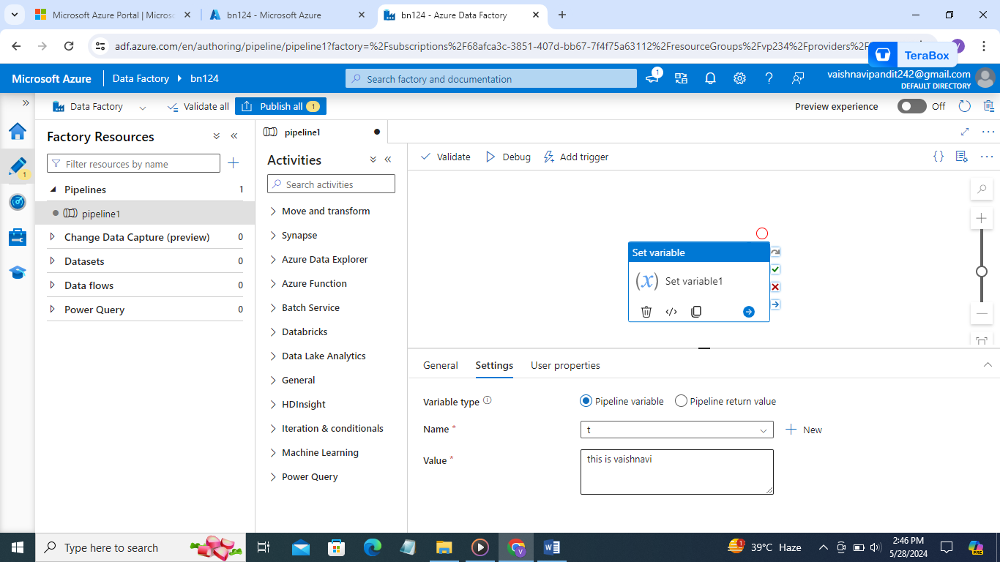 Microsoft Azure Portal | Micros
bn124 - Microsoft Azure
bn124 - Azure Data Factory
adf.azure.com/en/authoring/pipeline/pipeline1?factory=%2Fsubscriptions%2F68afca3c-3851-407d-bb67-7f4f75a63112%2FresourceGroups%2Fvp234%2Fproviders%2F
TeraBox
Microsoft Azure
Data Factory
bn124
Search factory and documentation
1
vaishnavipandit242@gmail.com
DEFAULT DIRECTORY
Data Factory
Validate all
Publish all 1
Preview experience
Off
Factory Resources
Filter resources by name
1
Pipelines 1
pipeline1
Change Data Capture (preview) 0
Datasets 0
Data flows 0
Power Query 0
pipeline1
Activities
Search activities
Move and transform
Synapse
Azure Data Explorer
Azure Function
Batch Service
Databricks
Data Lake Analytics
General
HDInsight
Iteration & conditionals
Machine Learning
Power Query
Validate
Debug
Add trigger
{}
Set variable
(x) Set variable1
General
Settings
User properties
Variable type
Pipeline variable
Pipeline return value
Name *
t
New
Value *
this is vaishnavi
Type here to search
V
W
1
39°C Haze
2:46 PM
5/28/2024
PRE